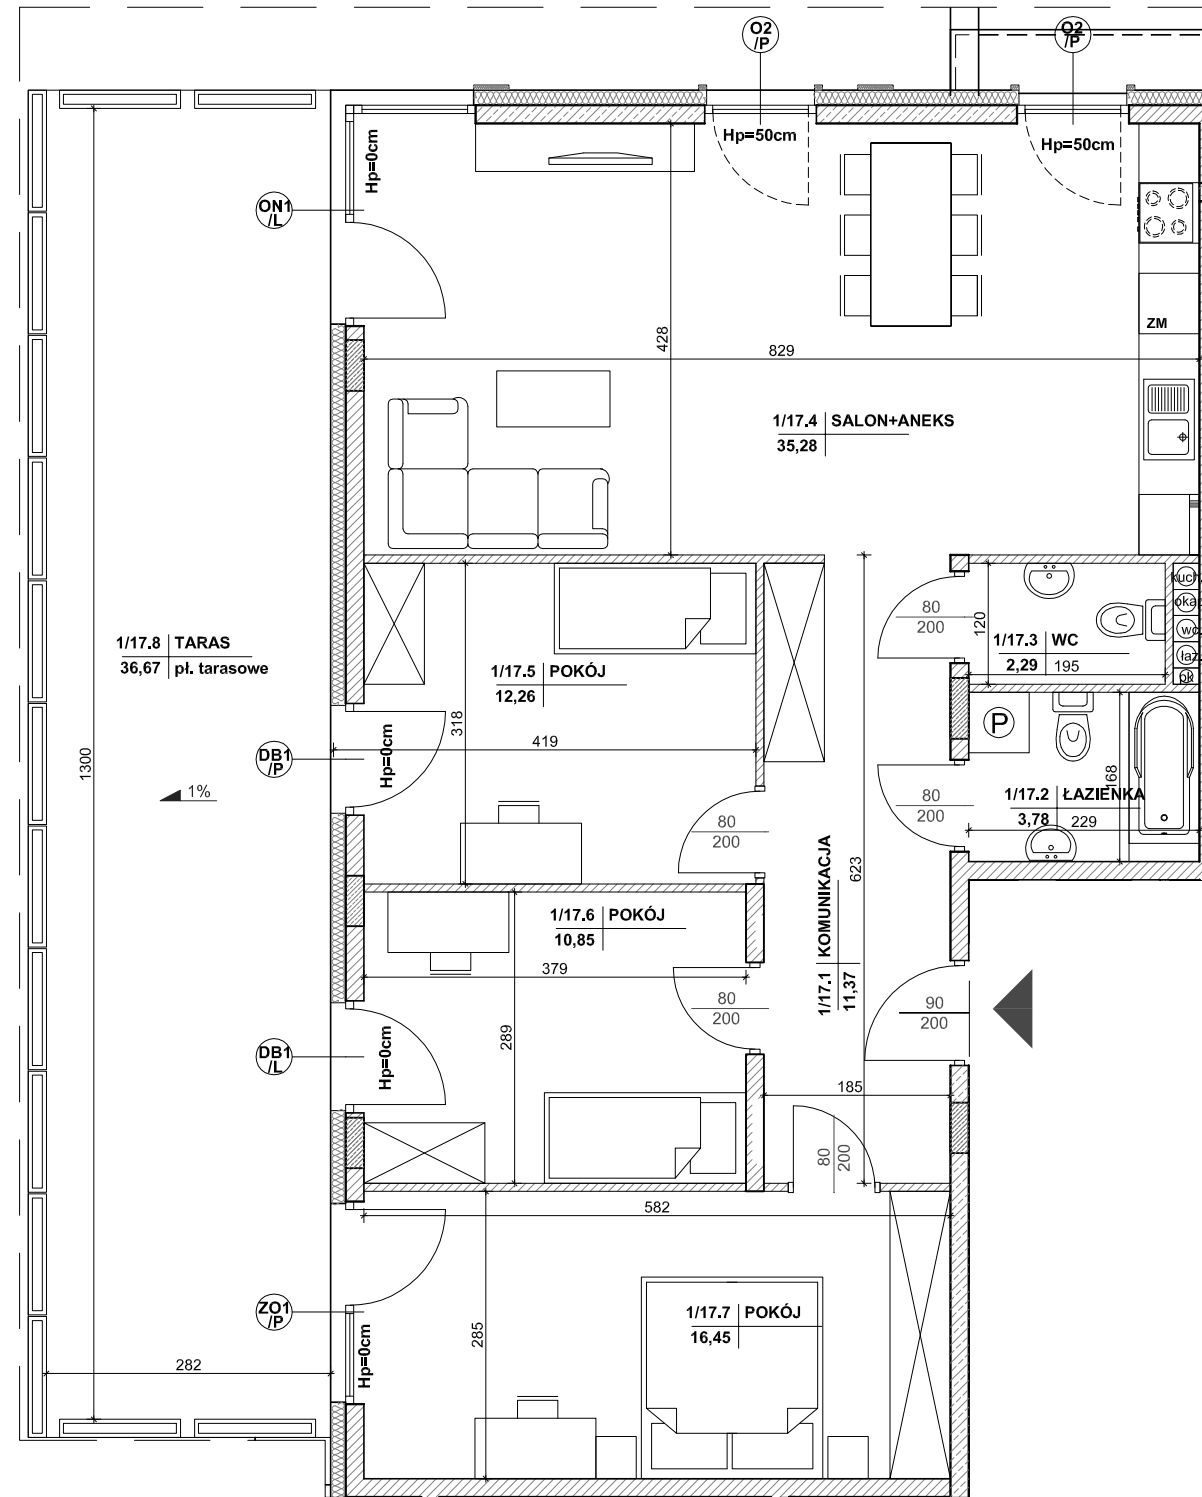 O2
/P
O2
/P
Hp=50cm
Hp=50cm
Hp=0cm
ON1
/L
428
829
ZM
1/17.4 SALON+ANEKS
35,28
1/17.8 TARAS
36,67 pł. tarasowe
1300
1%
282
1/17.5 POKÓJ
12,26
318
419
DB1
/P
Hp=0cm
80
200
80
200
120
1/17.3 WC
2,29 195
wc
łaz.
pk
P
168
1/17.2 ŁAZIENKA
3,78 229
80
200
1/17.1 KOMUNIKACJA
11,37
623
1/17.6 POKÓJ
10,85
379
289
80
200
90
200
DB1
/L
Hp=0cm
185
80
200
582
285
ZO1
/P
Hp=0cm
1/17.7 POKÓJ
16,45